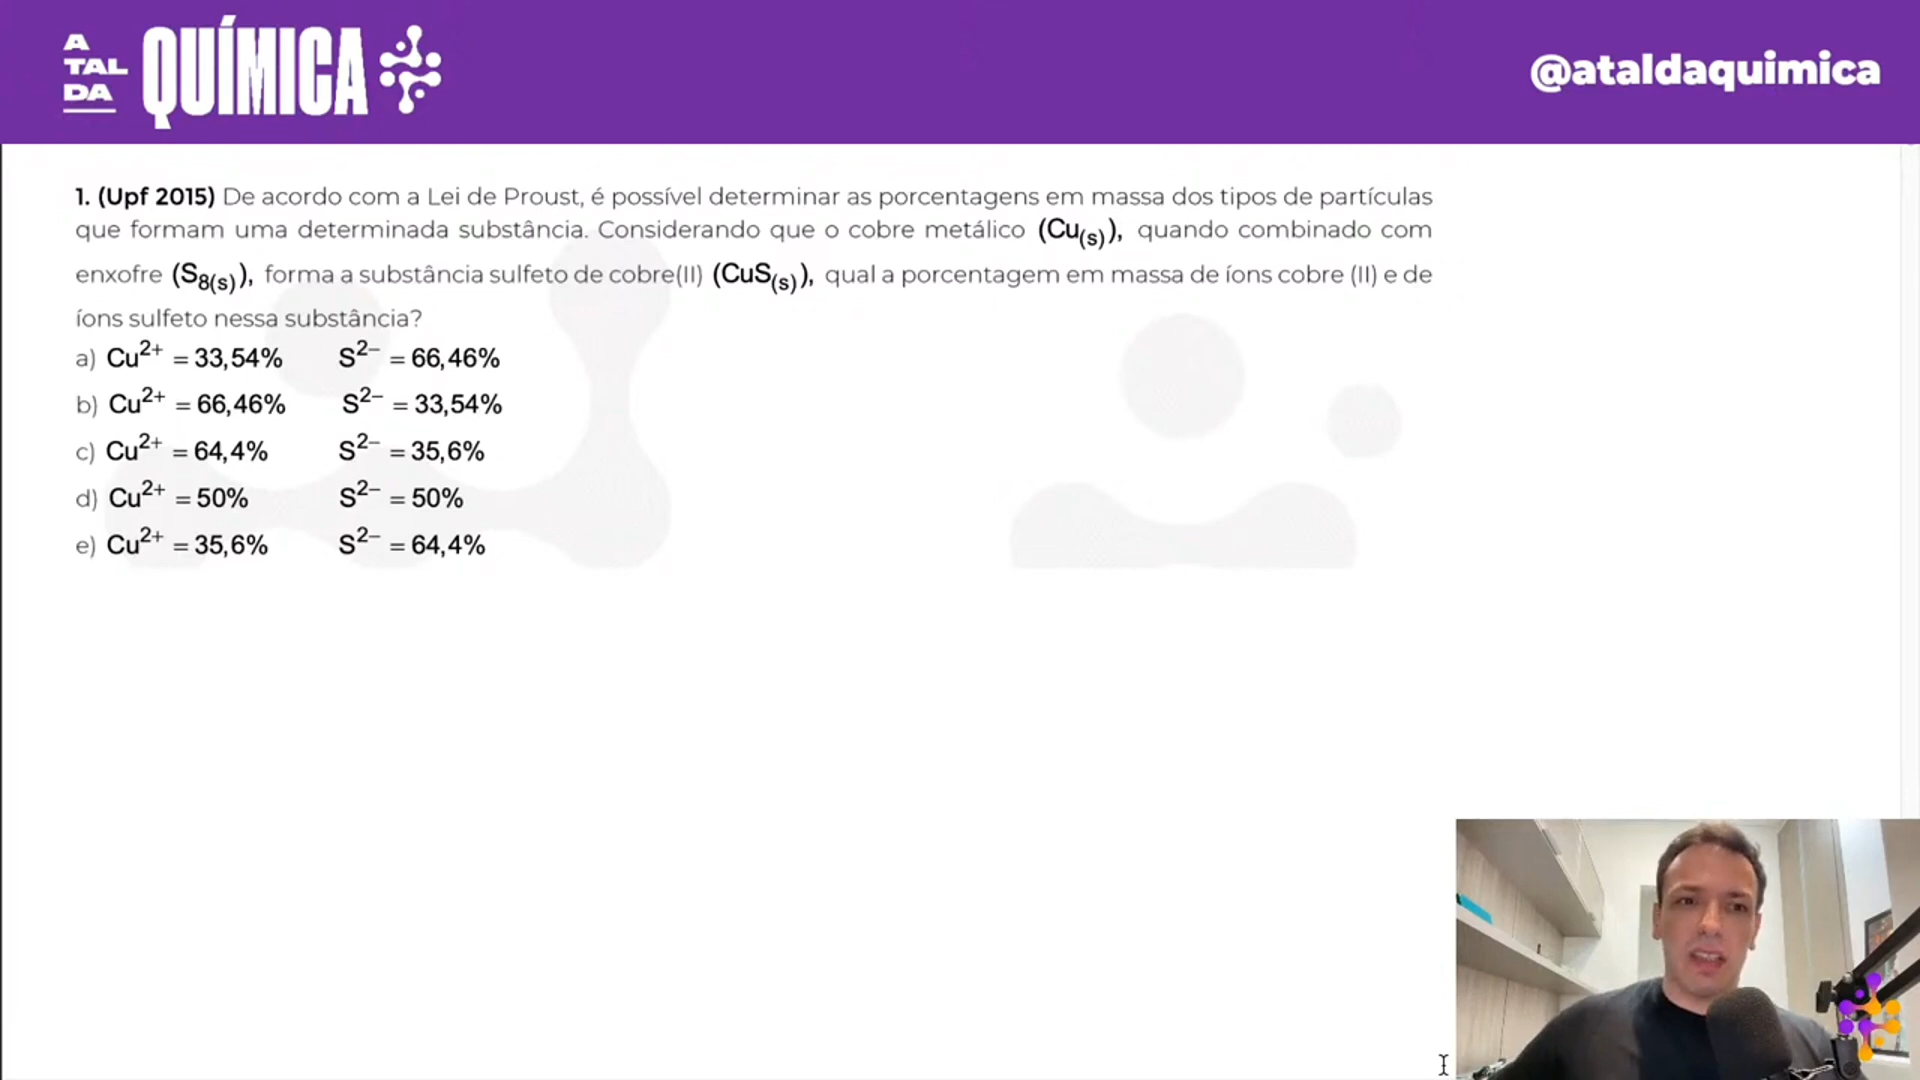 A
TAL
DA
QUÍMICA
@ataldaquimica
1. (Upf 2015) De acordo com a Lei de Proust, é possível determinar as porcentagens em massa dos tipos de partículas
que formam uma determinada substância. Considerando que o cobre metálico (Cu(s)), quando combinado com
enxofre (S8(s)), forma a substância sulfeto de cobre(II) (CuS(s)), qual a porcentagem em massa de íons cobre (II) e de
íons sulfeto nessa substância?
a) Cu²⁺ = 33,54% S²⁻ = 66,46%
b) Cu²⁺ = 66,46% S²⁻ = 33,54%
c) Cu²⁺ = 64,4% S²⁻ = 35,6%
d) Cu²⁺ = 50% S²⁻ = 50%
e) Cu²⁺ = 35,6% S²⁻ = 64,4%